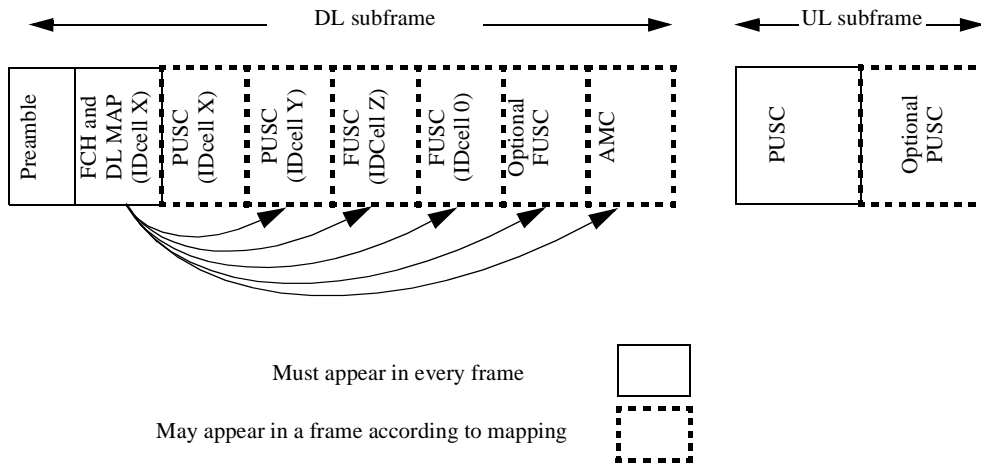 DL subframe
UL subframe
Preamble
FCH and
DL MAP
(IDcell X)
PUSC
(IDcell X)
PUSC
(IDcell Y)
FUSC
(IDCell Z)
FUSC
(IDcell 0)
Optional
FUSC
AMC
PUSC
Optional
PUSC
Must appear in every frame
May appear in a frame according to mapping